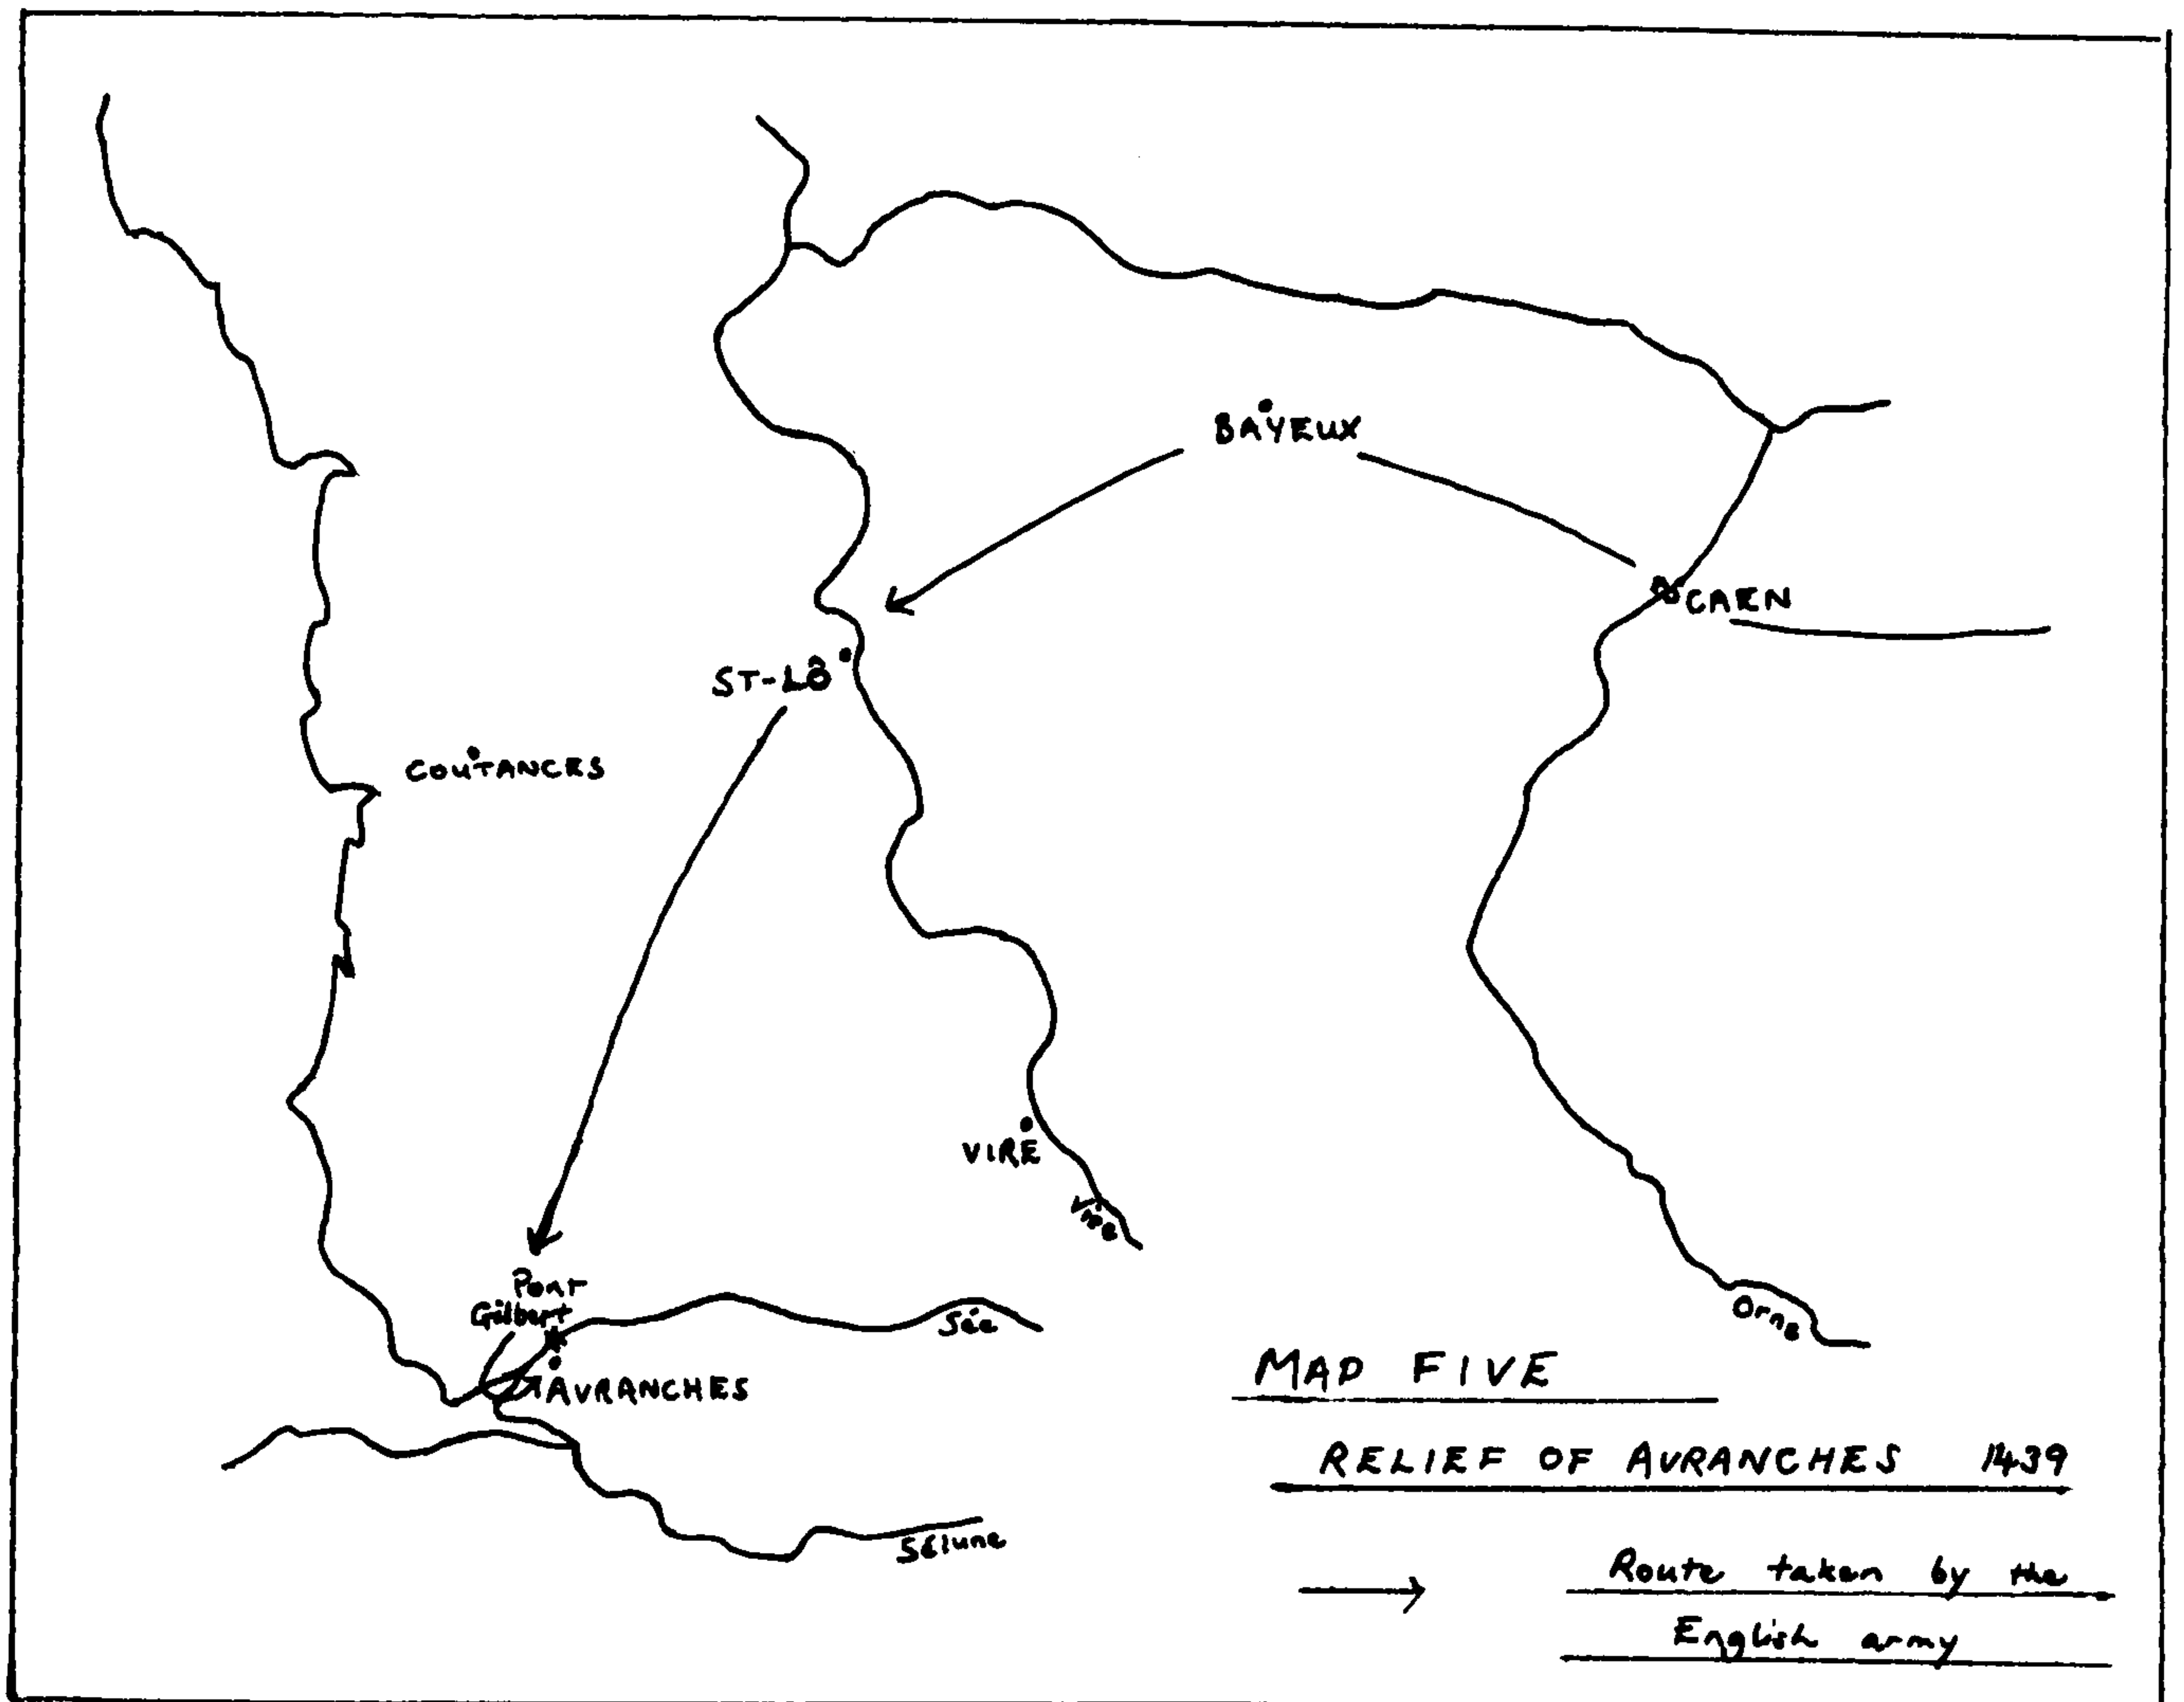 BAYEUX
CAEN
ST-LÔ
COUTANCES
VIRE
Vire
Pont
Gilbert
Sée
Orne
AVRANCHES
Sélune
MAP FIVE
RELIEF OF AVRANCHES 1439
Route taken by the
English army